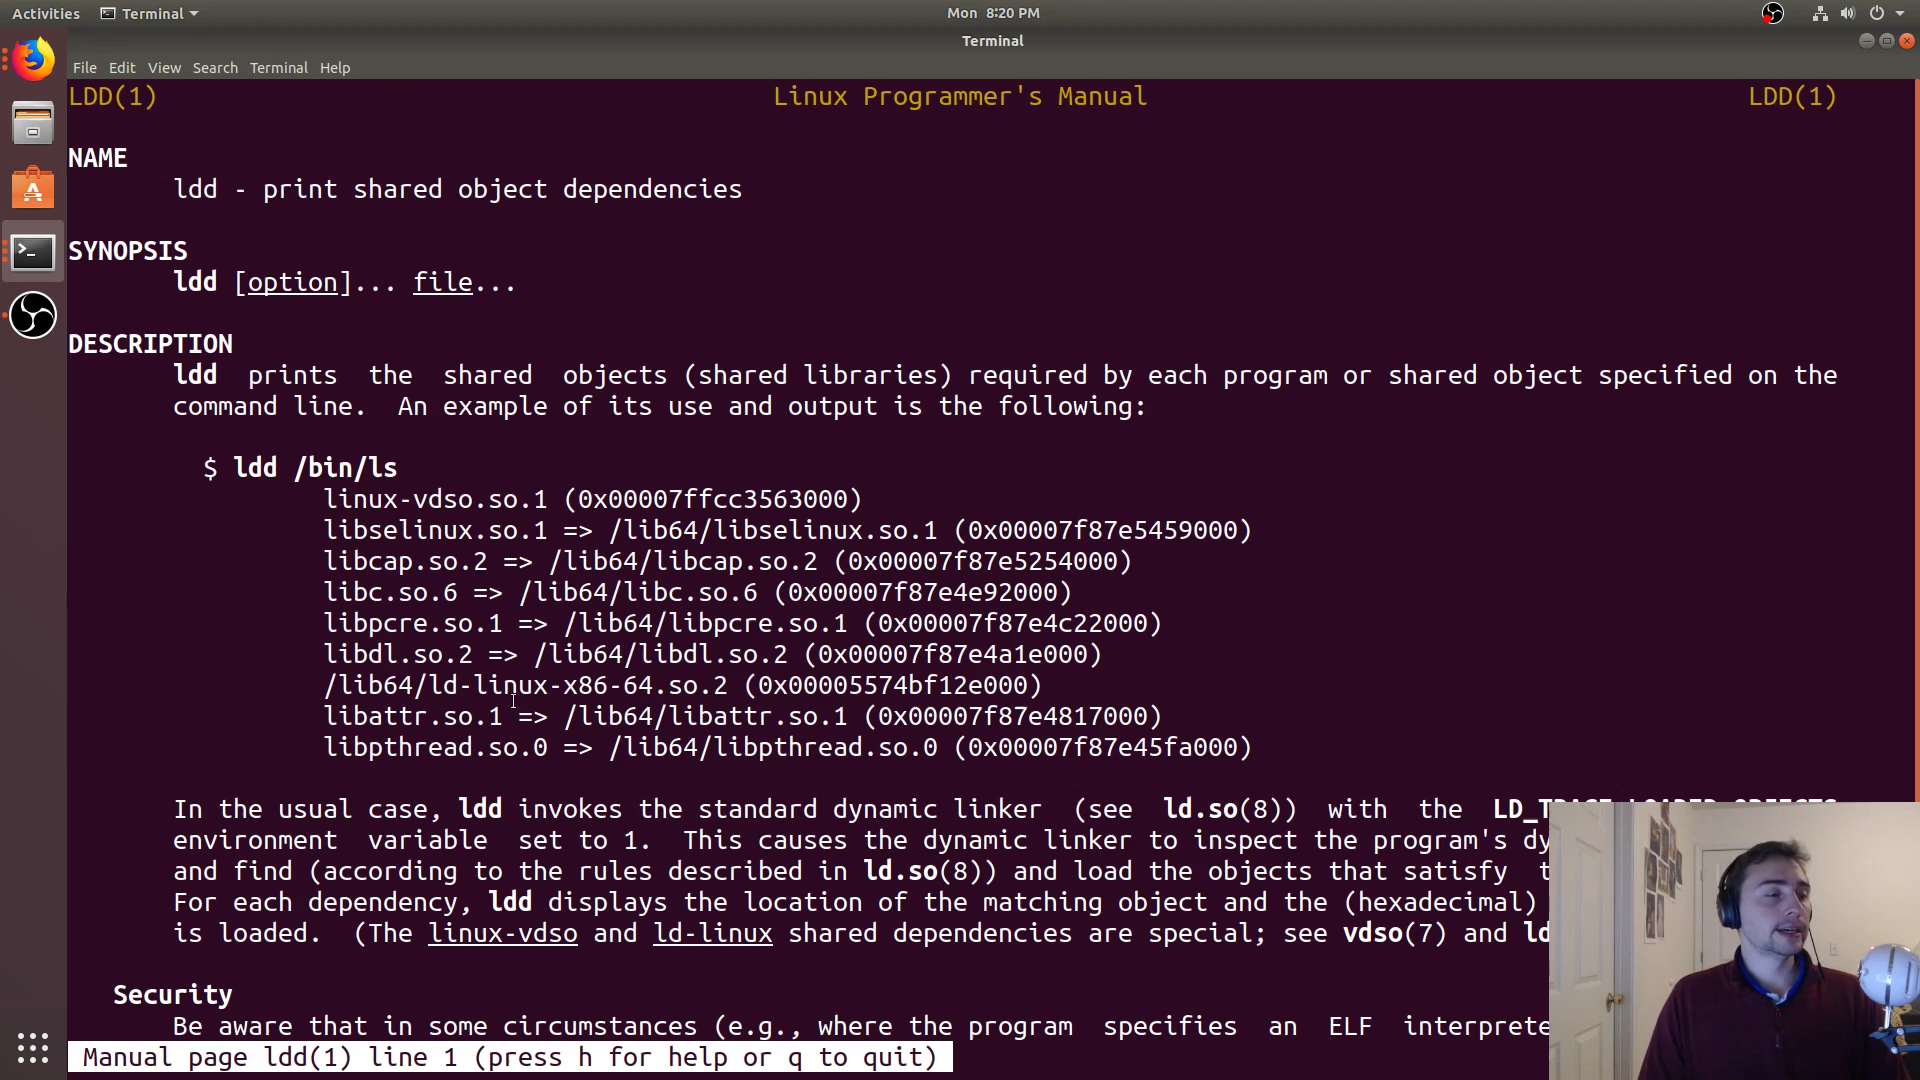 Activities Terminal Mon 8:20 PM
Terminal
File Edit View Search Terminal Help
LDD(1) Linux Programmer's Manual LDD(1)
NAME
ldd - print shared object dependencies
SYNOPSIS
ldd [option]... file...
DESCRIPTION
ldd prints the shared objects (shared libraries) required by each program or shared object specified on the
command line. An example of its use and output is the following:
$ ldd /bin/ls
linux-vdso.so.1 (0x00007ffcc3563000)
libselinux.so.1 => /lib64/libselinux.so.1 (0x00007f87e5459000)
libcap.so.2 => /lib64/libcap.so.2 (0x00007f87e5254000)
libc.so.6 => /lib64/libc.so.6 (0x00007f87e4e92000)
libpcre.so.1 => /lib64/libpcre.so.1 (0x00007f87e4c22000)
libdl.so.2 => /lib64/libdl.so.2 (0x00007f87e4a1e000)
/lib64/ld-linux-x86-64.so.2 (0x00005574bf12e000)
libattr.so.1 => /lib64/libattr.so.1 (0x00007f87e4817000)
libpthread.so.0 => /lib64/libpthread.so.0 (0x00007f87e45fa000)
In the usual case, ldd invokes the standard dynamic linker (see ld.so(8)) with the
environment variable set to 1. This causes the dynamic linker to inspect the program's dy
and find (according to the rules described in ld.so(8)) and load the objects that satisfy t
For each dependency, ldd displays the location of the matching object and the (hexadecimal)
is loaded. (The linux-vdso and ld-linux shared dependencies are special; see vdso(7) and ld
Security
Be aware that in some circumstances (e.g., where the program specifies an ELF interprete
Manual page ldd(1) line 1 (press h for help or q to quit)